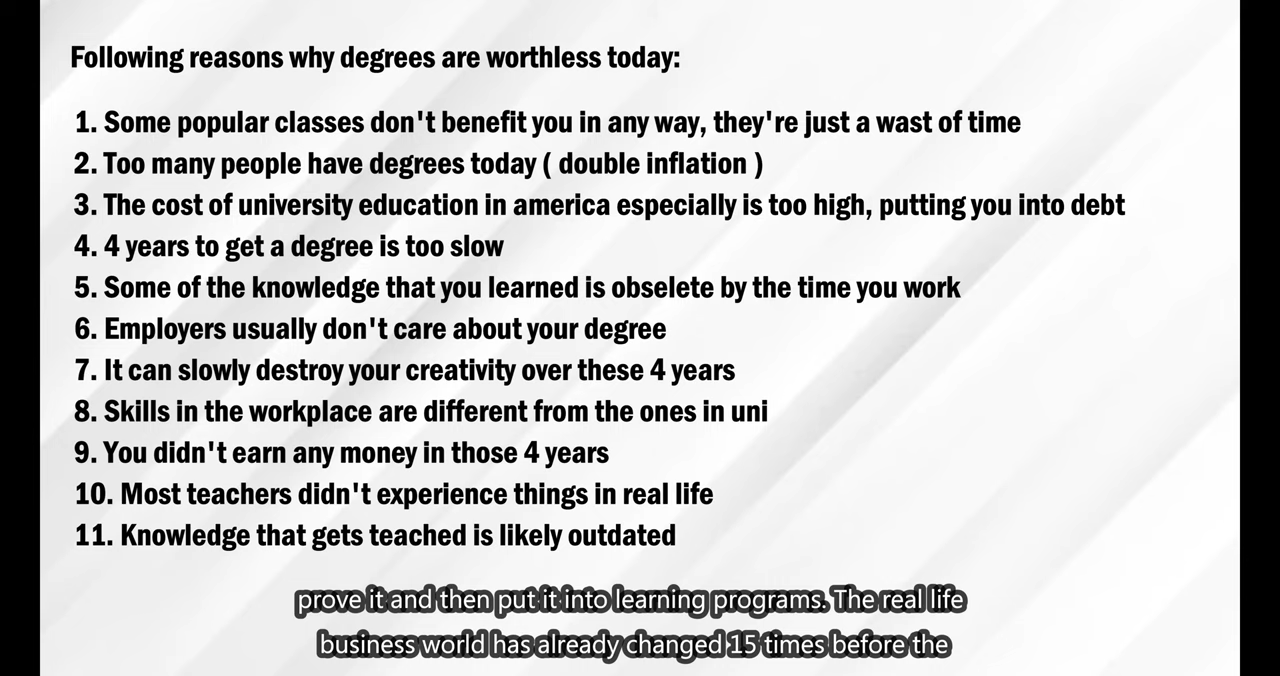 Following reasons why degrees are worthless today:
1. Some popular classes don't benefit you in any way, they're just a wast of time
2. Too many people have degrees today ( double inflation )
3. The cost of university education in america especially is too high, putting you into debt
4. 4 years to get a degree is too slow
5. Some of the knowledge that you learned is obselete by the time you work
6. Employers usually don't care about your degree
7. It can slowly destroy your creativity over these 4 years
8. Skills in the workplace are different from the ones in uni
9. You didn't earn any money in those 4 years
10. Most teachers didn't experience things in real life
11. Knowledge that gets teached is likely outdated
prove it and then put it into learning programs. The real life
business world has already changed 15 times before the